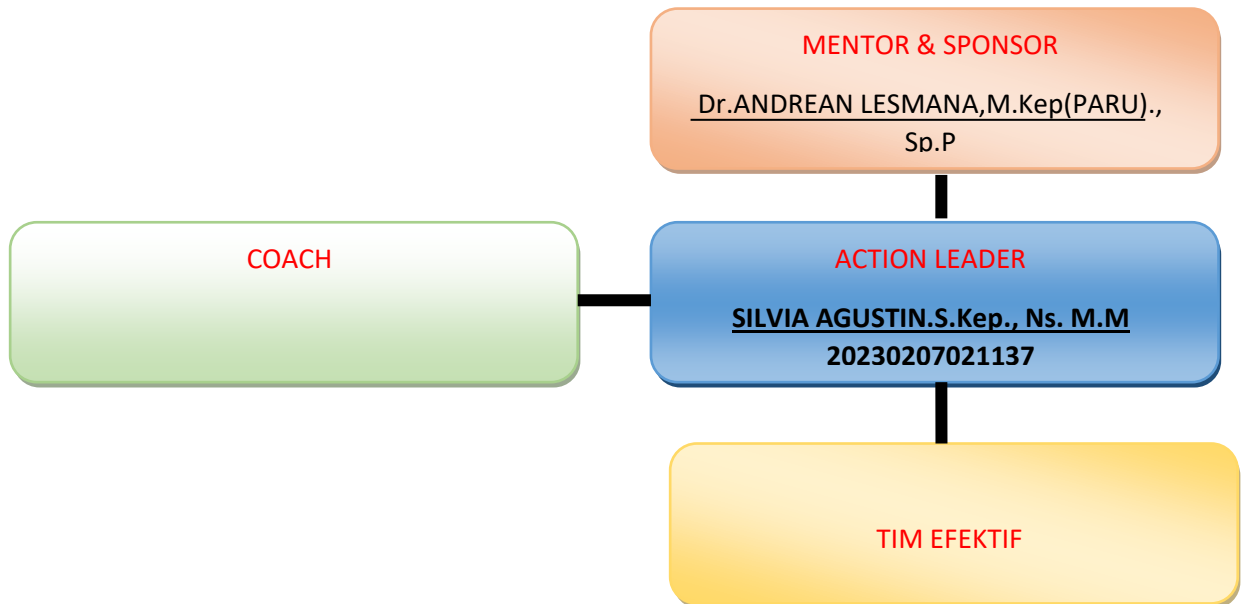 MENTOR & SPONSOR
Dr.ANDREAN LESMANA,M.Kep(PARU).,
Sp.P
COACH
ACTION LEADER
SILVIA AGUSTIN.S.Kep., Ns. M.M
20230207021137
TIM EFEKTIF